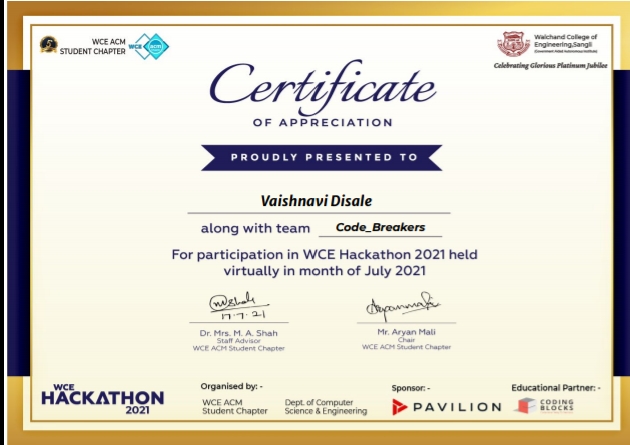 WCE ACM
STUDENT CHAPTER
WCE acm
Walchand College of
Engineering,Sangli
(Government Aided Autonomous Institute)
Celebrating Glorious Platinum Jubilee
Certificate
OF APPRECIATION
PROUDLY PRESENTED TO
Vaishnavi Disale
along with team Code_Breakers
For participation in WCE Hackathon 2021 held
virtually in month of July 2021
17-7-21
Dr. Mrs. M. A. Shah
Staff Advisor
WCE ACM Student Chapter
Mr. Aryan Mali
Chair
WCE ACM Student Chapter
WCE
HACKATHON
2021
Organised by: -
WCE ACM
Student Chapter
Dept. of Computer
Science & Engineering
Sponsor: -
PAVILION
Educational Partner: -
CODING
BLOCKS